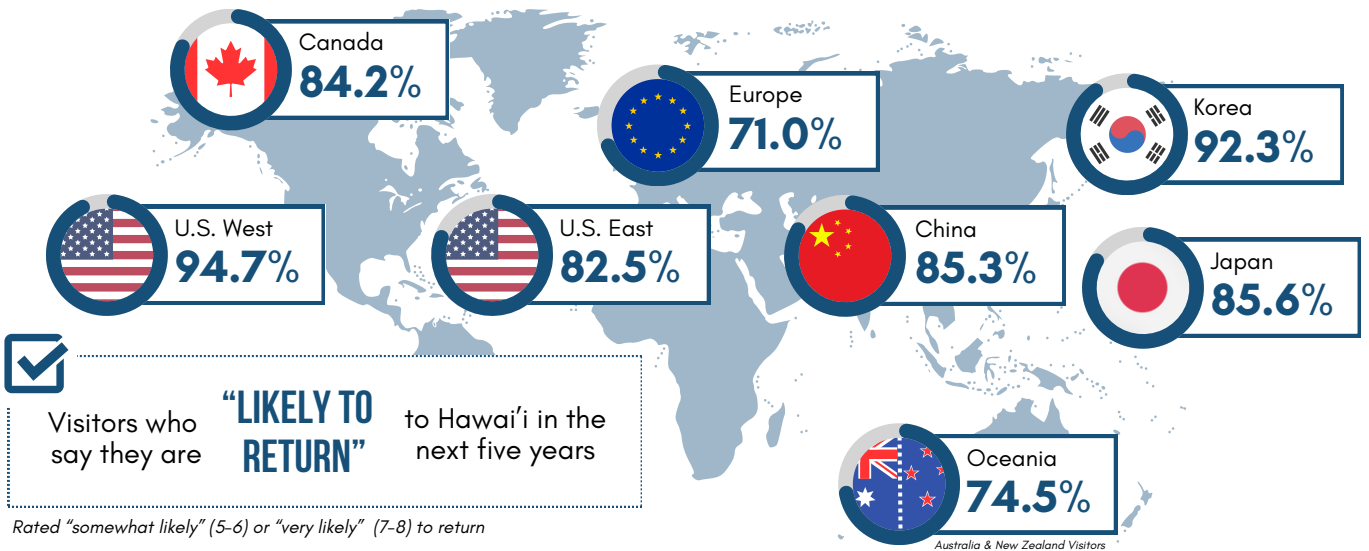 Canada
84.2%
Europe
71.0%
Korea
92.3%
U.S. West
94.7%
U.S. East
82.5%
China
85.3%
Japan
85.6%
Visitors who
say they are
“LIKELY TO
RETURN”
to Hawai’i in the
next five years
Oceania
74.5%
Australia & New Zealand Visitors
Rated “somewhat likely” (5-6) or “very likely” (7-8) to return